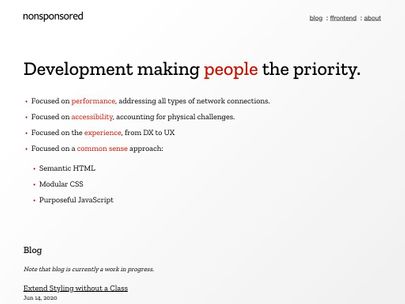 nonsponsored
blog : ffrontend : about
Development making people the priority.
• Focused on performance, addressing all types of network connections.
• Focused on accessibility, accounting for physical challenges.
• Focused on the experience, from DX to UX
• Focused on a common sense approach:
• Semantic HTML
• Modular CSS
• Purposeful JavaScript
Blog
Note that blog is currently a work in progress.
Extend Styling without a Class
Jun 14, 2020